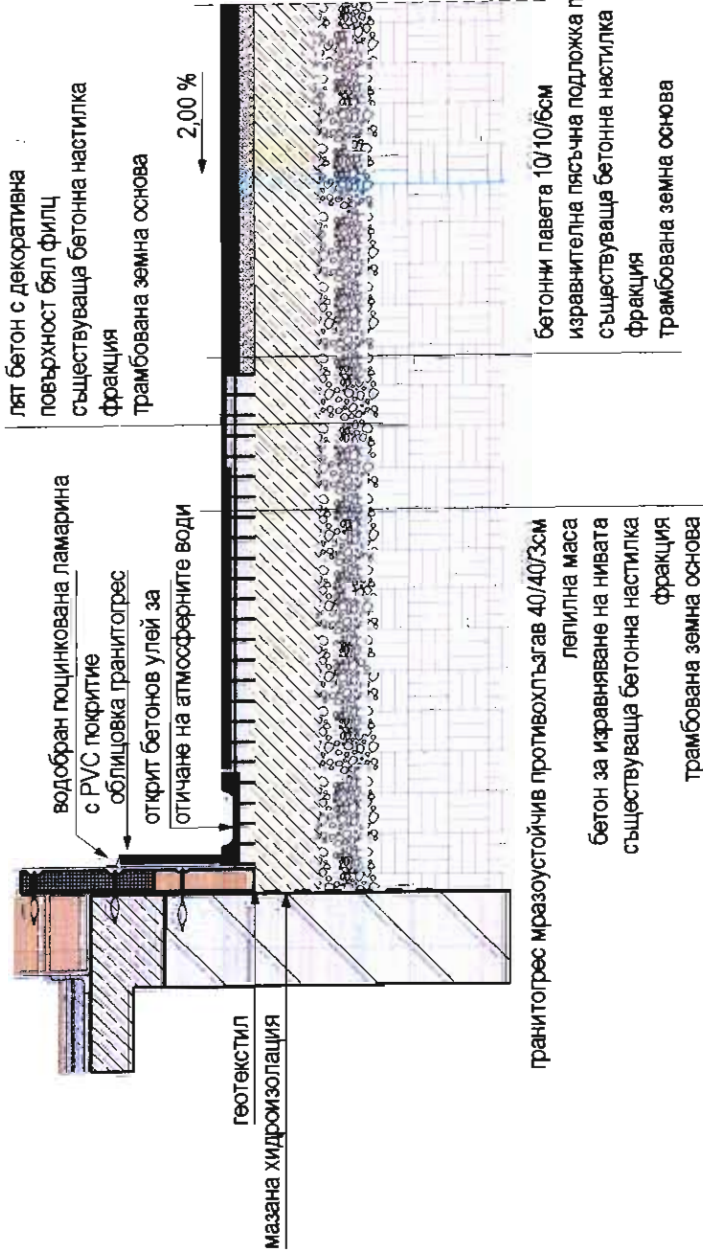 лят бетон с декоративна
повърхност бял филц
съществуваща бетонна настилка
фракция
трамбована земна основа
2,00 %
водобран поцинкована ламарина
с PVC покритие
облицовка гранитогрес
открит бетонов улей за
отичане на атмосферните води
геотекстил
мазана хидроизолация
гранитогрес мразоустойчив противохлъзгав 40/40/3см
лепилна маса
бетон за изравняване на нивата
съществуваща бетонна настилка
фракция
трамбована земна основа
бетонни павета 10/10/6см
изравнителна пясъчна подложка
съществуваща бетонна настилка
фракция
трамбована земна основа